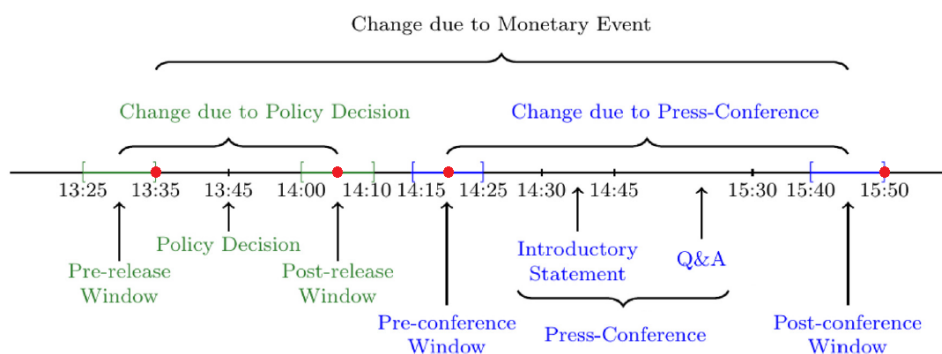 Change due to Monetary Event
Change due to Policy Decision
Change due to Press-Conference
13:25 13:35 13:45 14:00 14:10 14:15 14:25 14:30 14:45 15:30 15:40 15:50
Policy Decision
Introductory
Statement
Q&A
Pre-release
Window
Post-release
Window
Pre-conference
Window
Press-Conference
Post-conference
Window